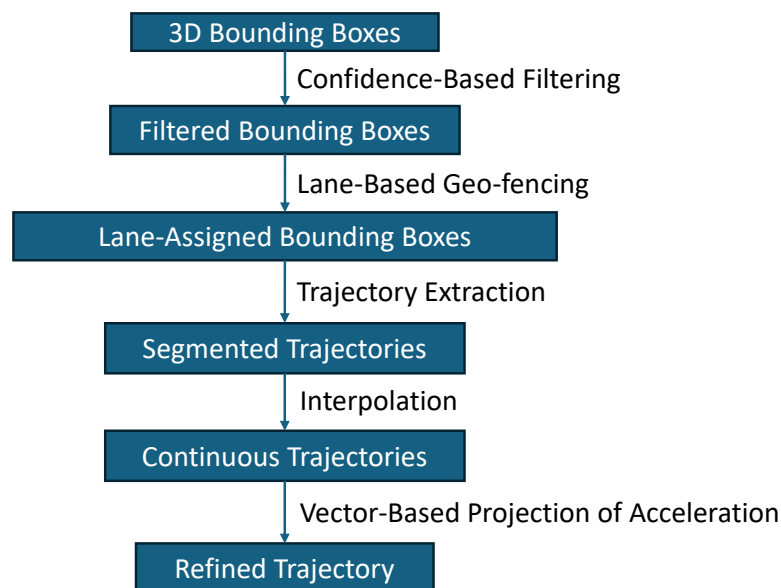 3D Bounding Boxes
Confidence-Based Filtering
Filtered Bounding Boxes
Lane-Based Geo-fencing
Lane-Assigned Bounding Boxes
Trajectory Extraction
Segmented Trajectories
Interpolation
Continuous Trajectories
Vector-Based Projection of Acceleration
Refined Trajectory